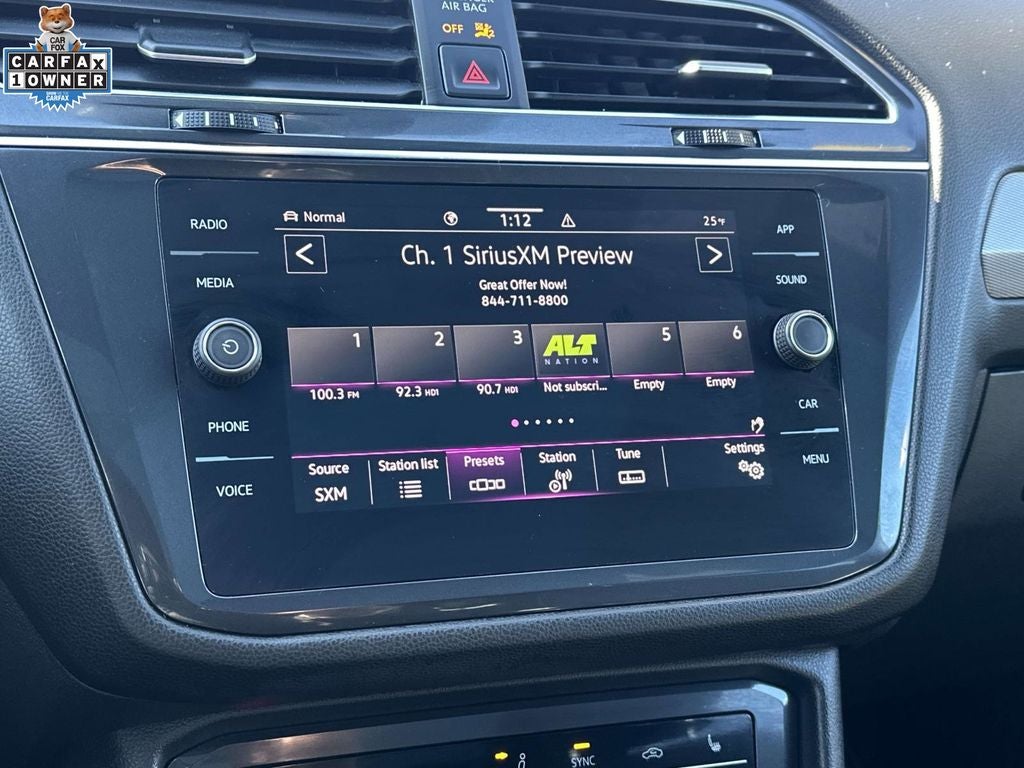 CAR
FOX
CARFAX
1 OWNER
CARFAX
AIR BAG
OFF
RADIO
MEDIA
PHONE
VOICE
Normal
1:12
25°F
<
Ch. 1 SiriusXM Preview
>
Great Offer Now!
844-711-8800
1
2
3
ALT
NATION
5
6
100.3 FM
92.3 HD1
90.7 HD1
Not subscri...
Empty
Empty
Source
SXM
Station list
Presets
Station
Tune
Settings
APP
SOUND
CAR
MENU
SYNC